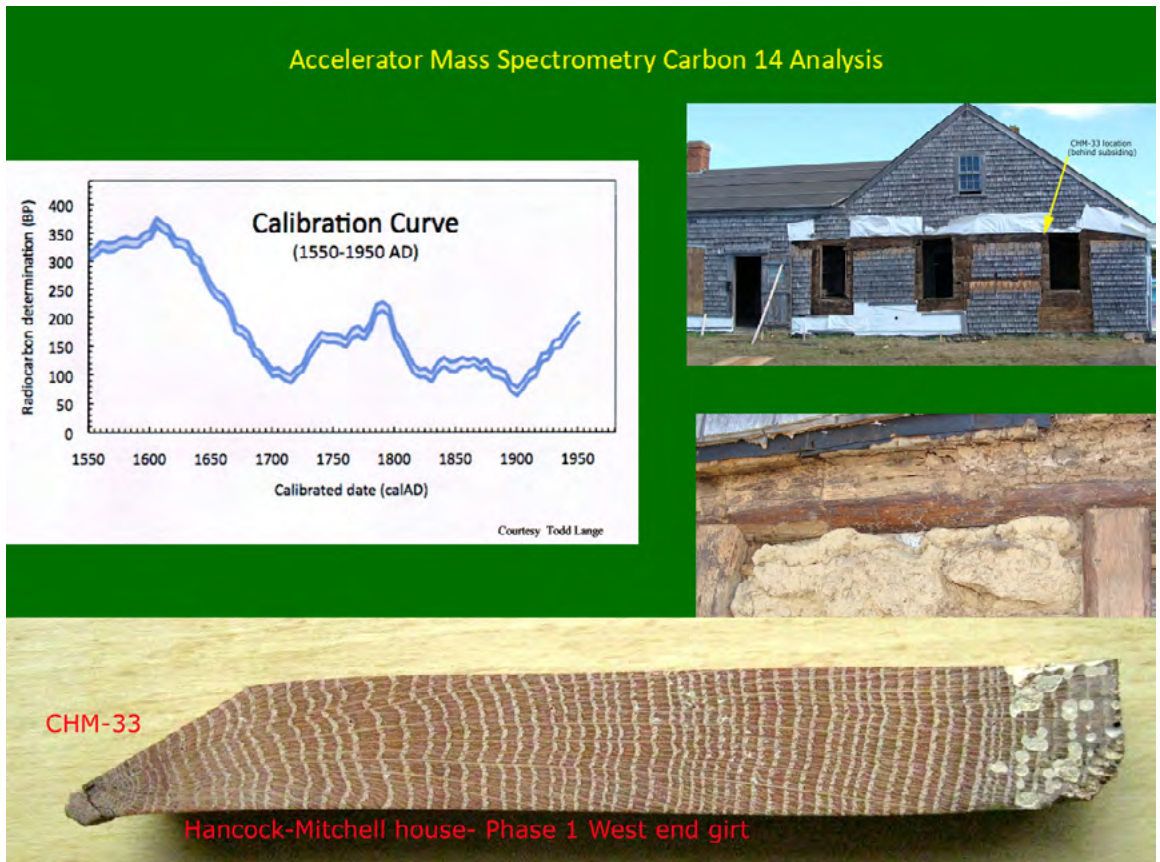 Accelerator Mass Spectrometry Carbon 14 Analysis
CHM-33 location
(behind subsiding)
Calibration Curve
(1550-1950 AD)
Radiocarbon determination (BP)
400
350
300
250
200
150
100
50
0
1550 1600 1650 1700 1750 1800 1850 1900 1950
Calibrated date (calAD)
Courtesy Todd Lange
CHM-33
Hancock-Mitchell house- Phase 1 West end girt